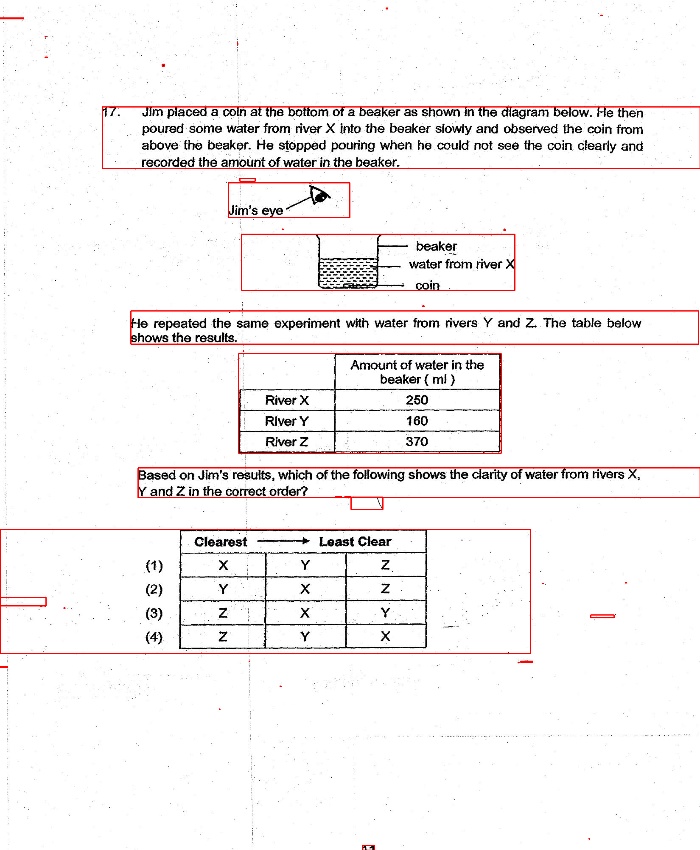 17. Jim placed a coin at the bottom of a beaker as shown in the diagram below. He then
poured some water from river X into the beaker slowly and observed the coin from
above the beaker. He stopped pouring when he could not see the coin clearly and
recorded the amount of water in the beaker.
Jim's eye
beaker
water from river X
coin
He repeated the same experiment with water from rivers Y and Z. The table below
shows the results.
Amount of water in the
beaker ( ml )
River X 250
River Y 160
River Z 370
Based on Jim's results, which of the following shows the clarity of water from rivers X,
Y and Z in the correct order?
Clearest Least Clear
(1) X Y Z
(2) Y X Z
(3) Z X Y
(4) Z Y X